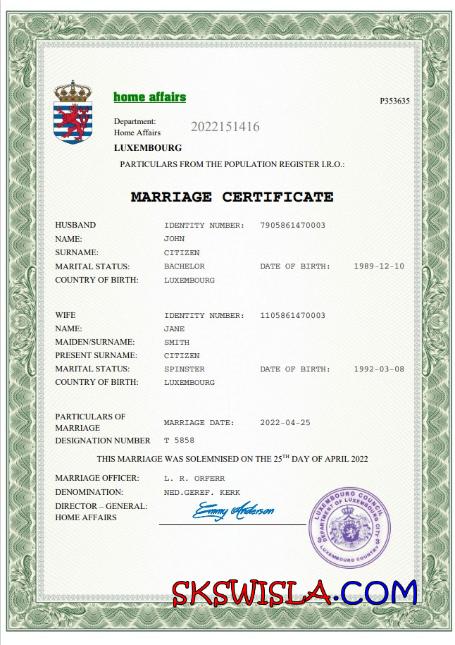 home affairs
P353635
Department:
Home Affairs
2022151416
LUXEMBOURG
PARTICULARS FROM THE POPULATION REGISTER I.R.O.:
MARRIAGE CERTIFICATE
HUSBAND IDENTITY NUMBER: 7905861470003
NAME: JOHN
SURNAME: CITIZEN
MARITAL STATUS: BACHELOR DATE OF BIRTH: 1989-12-10
COUNTRY OF BIRTH: LUXEMBOURG
WIFE IDENTITY NUMBER: 1105861470003
NAME: JANE
MAIDEN/SURNAME: SMITH
PRESENT SURNAME: CITIZEN
MARITAL STATUS: SPINSTER DATE OF BIRTH: 1992-03-08
COUNTRY OF BIRTH: LUXEMBOURG
PARTICULARS OF
MARRIAGE MARRIAGE DATE: 2022-04-25
DESIGNATION NUMBER T 5858
THIS MARRIAGE WAS SOLEMNISED ON THE 25TH DAY OF APRIL 2022
MARRIAGE OFFICER: L. R. ORFERR
DENOMINATION: NED.GEREF. KERK
DIRECTOR – GENERAL:
HOME AFFAIRS
Emmy Anderson
LUXEMBOURG COUNCIL
DEPARTMENT OF LUXEMBOURG CITY
LUXEMBOURG COUNTRY
SKSWISLA.COM